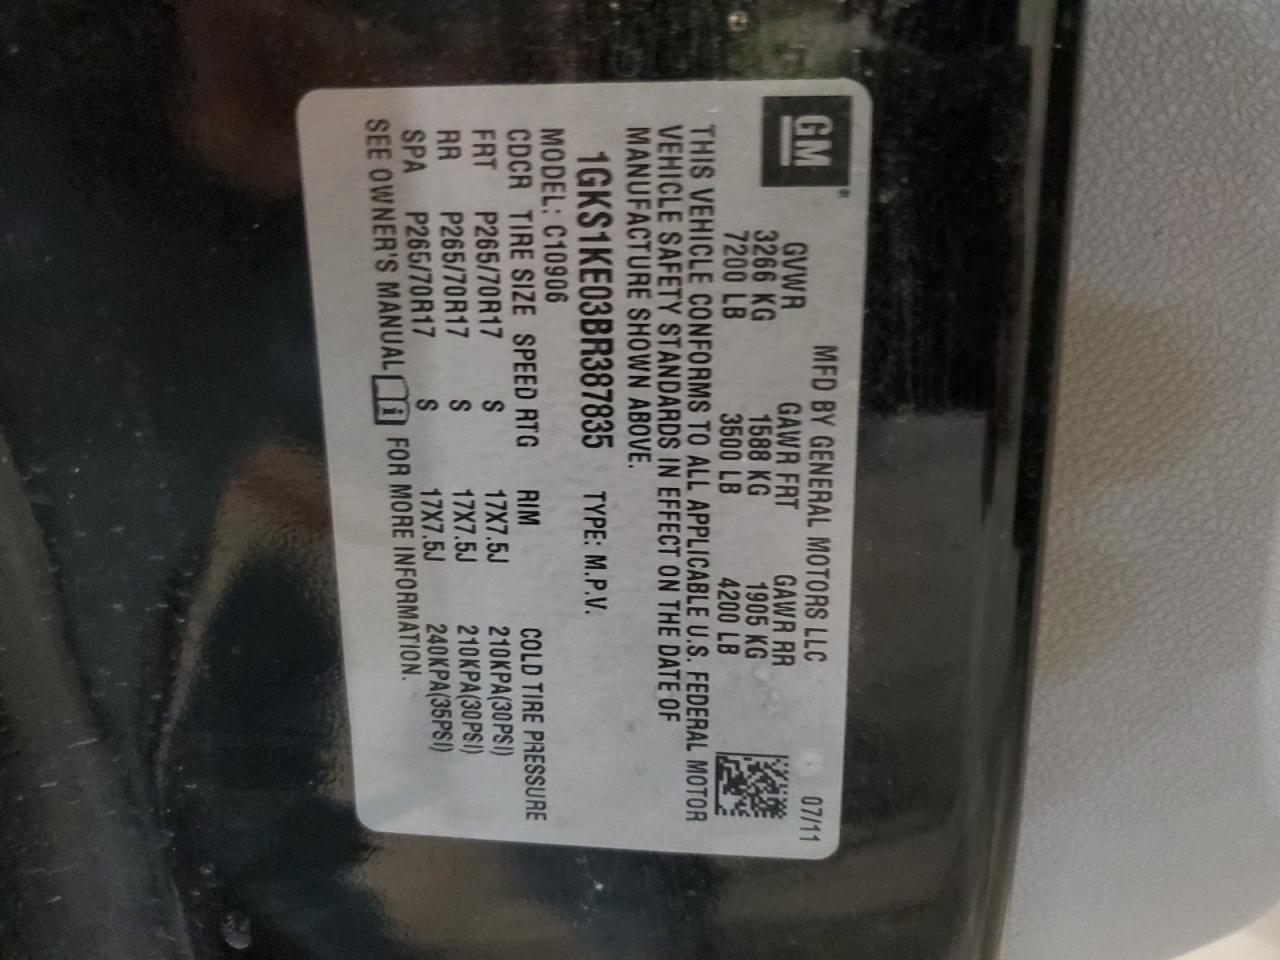 GM
MFD BY GENERAL MOTORS LLC 07/11
GVWR GAWR FRT GAWR RR
3266 KG 1588 KG 1905 KG
7200 LB 3500 LB 4200 LB
THIS VEHICLE CONFORMS TO ALL APPLICABLE U.S. FEDERAL MOTOR
VEHICLE SAFETY STANDARDS IN EFFECT ON THE DATE OF
MANUFACTURE SHOWN ABOVE.
1GKS1KE03BR387835 TYPE: M.P.V.
MODEL: C10906
CDCR TIRE SIZE SPEED RTG RIM COLD TIRE PRESSURE
FRT P265/70R17 S 17X7.5J 210KPA(30PSI)
RR P265/70R17 S 17X7.5J 210KPA(30PSI)
SPA P265/70R17 S 17X7.5J 240KPA(35PSI)
SEE OWNER'S MANUAL FOR MORE INFORMATION.